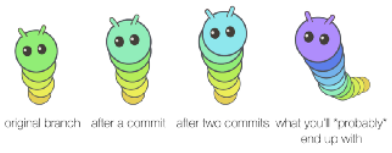 original branch
after a commit
after two commits
what you'll "probably"
end up with